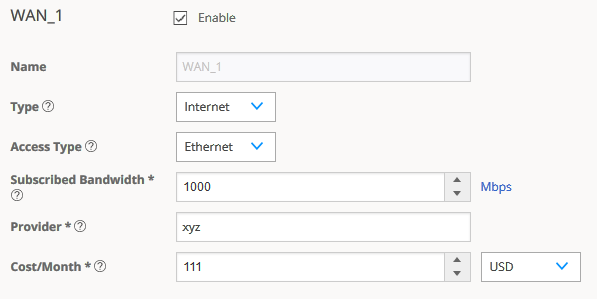 WAN_1 Enable
Name WAN_1
Type Internet
Access Type Ethernet
Subscribed Bandwidth * 1000 Mbps
Provider * xyz
Cost/Month * 111 USD